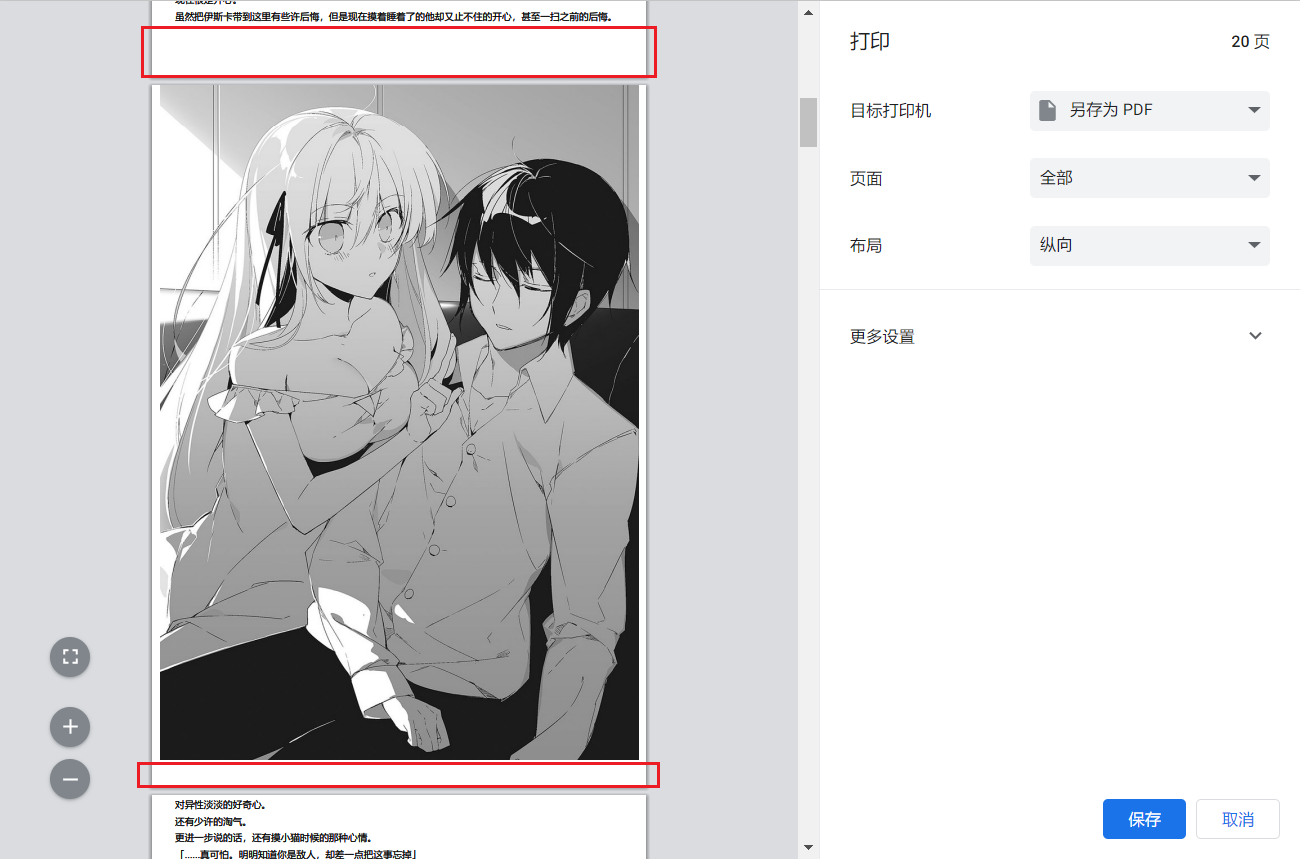 现在很是开心。
虽然把伊斯卡带到这里有些许后悔，但是现在摸着睡着了的他却又止不住的开心，甚至一扫之前的后悔。
对异性淡淡的好奇心。
还有少许的淘气。
更进一步说的话，还有摸小猫时候的那种心情。
「……真可怕。明明知道你是敌人，却差一点把这事忘掉」
打印
20 页
目标打印机
另存为 PDF
页面
全部
布局
纵向
更多设置
保存
取消